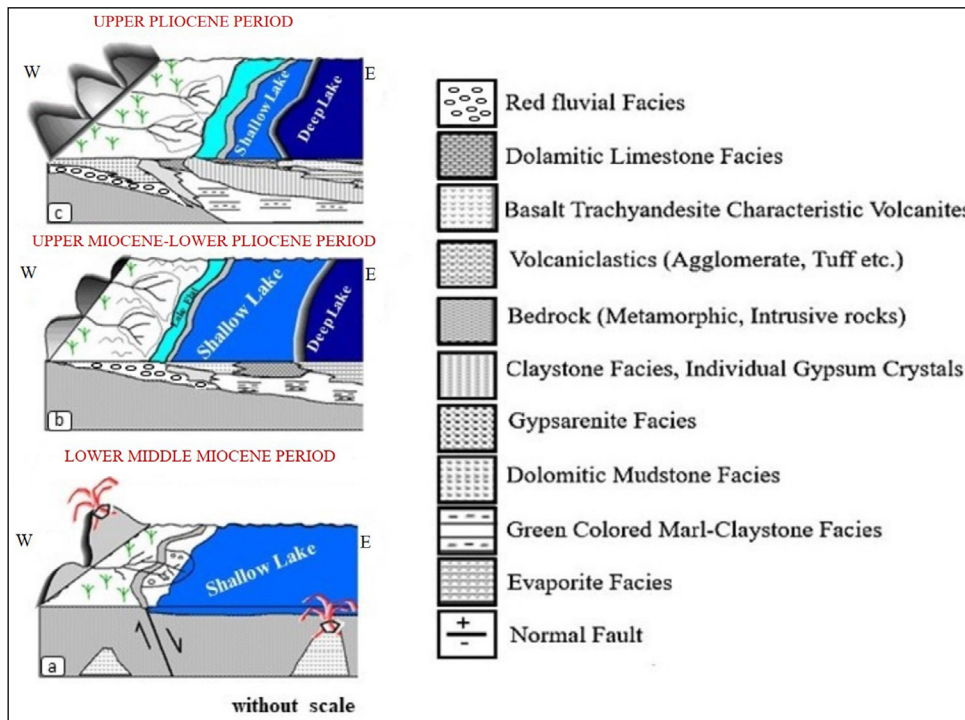 UPPER PLIOCENE PERIOD
W
E
Shallow Lake
Deep Lake
c
UPPER MIOCENE-LOWER PLIOCENE PERIOD
W
E
Lake Flat
Shallow Lake
Deep Lake
b
LOWER MIDDLE MIOCENE PERIOD
W
E
Shallow Lake
a
without scale
Red fluvial Facies
Dolamitic Limestone Facies
Basalt Trachyandesite Characteristic Volcanites
Volcaniclastics (Agglomerate, Tuff etc.)
Bedrock (Metamorphic, Intrusive rocks)
Claystone Facies, Individual Gypsum Crystals
Gypsarenite Facies
Dolomitic Mudstone Facies
Green Colored Marl-Claystone Facies
Evaporite Facies
+
-
Normal Fault